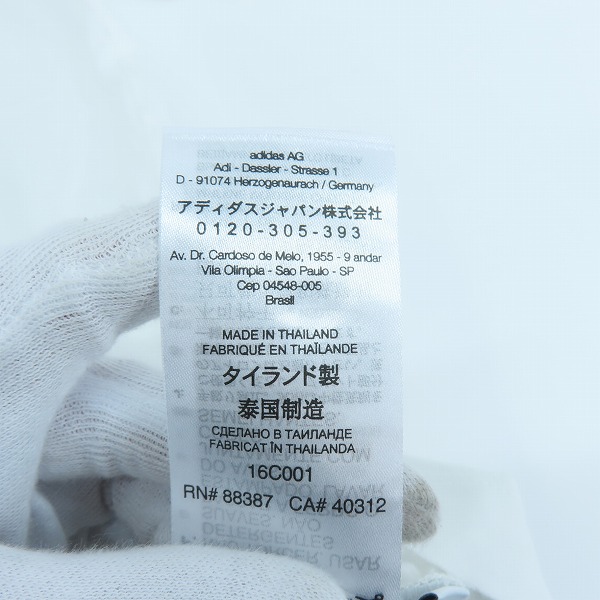 adidas AG
Adi - Dassler - Strasse 1
D - 91074 Herzogenaurach / Germany
アディダスジャパン株式会社
0120-305-393
Av. Dr. Cardoso de Melo, 1955 - 9 andar
Vila Olimpia - Sao Paulo - SP
Cep 04548-005
Brasil
MADE IN THAILAND
FABRIQUÉ EN THAÏLANDE
タイランド製
泰国制造
СДЕЛАНО В ТАИЛАНДЕ
FABRICAT ÎN THAILANDA
16C001
RN# 88387 CA# 40312